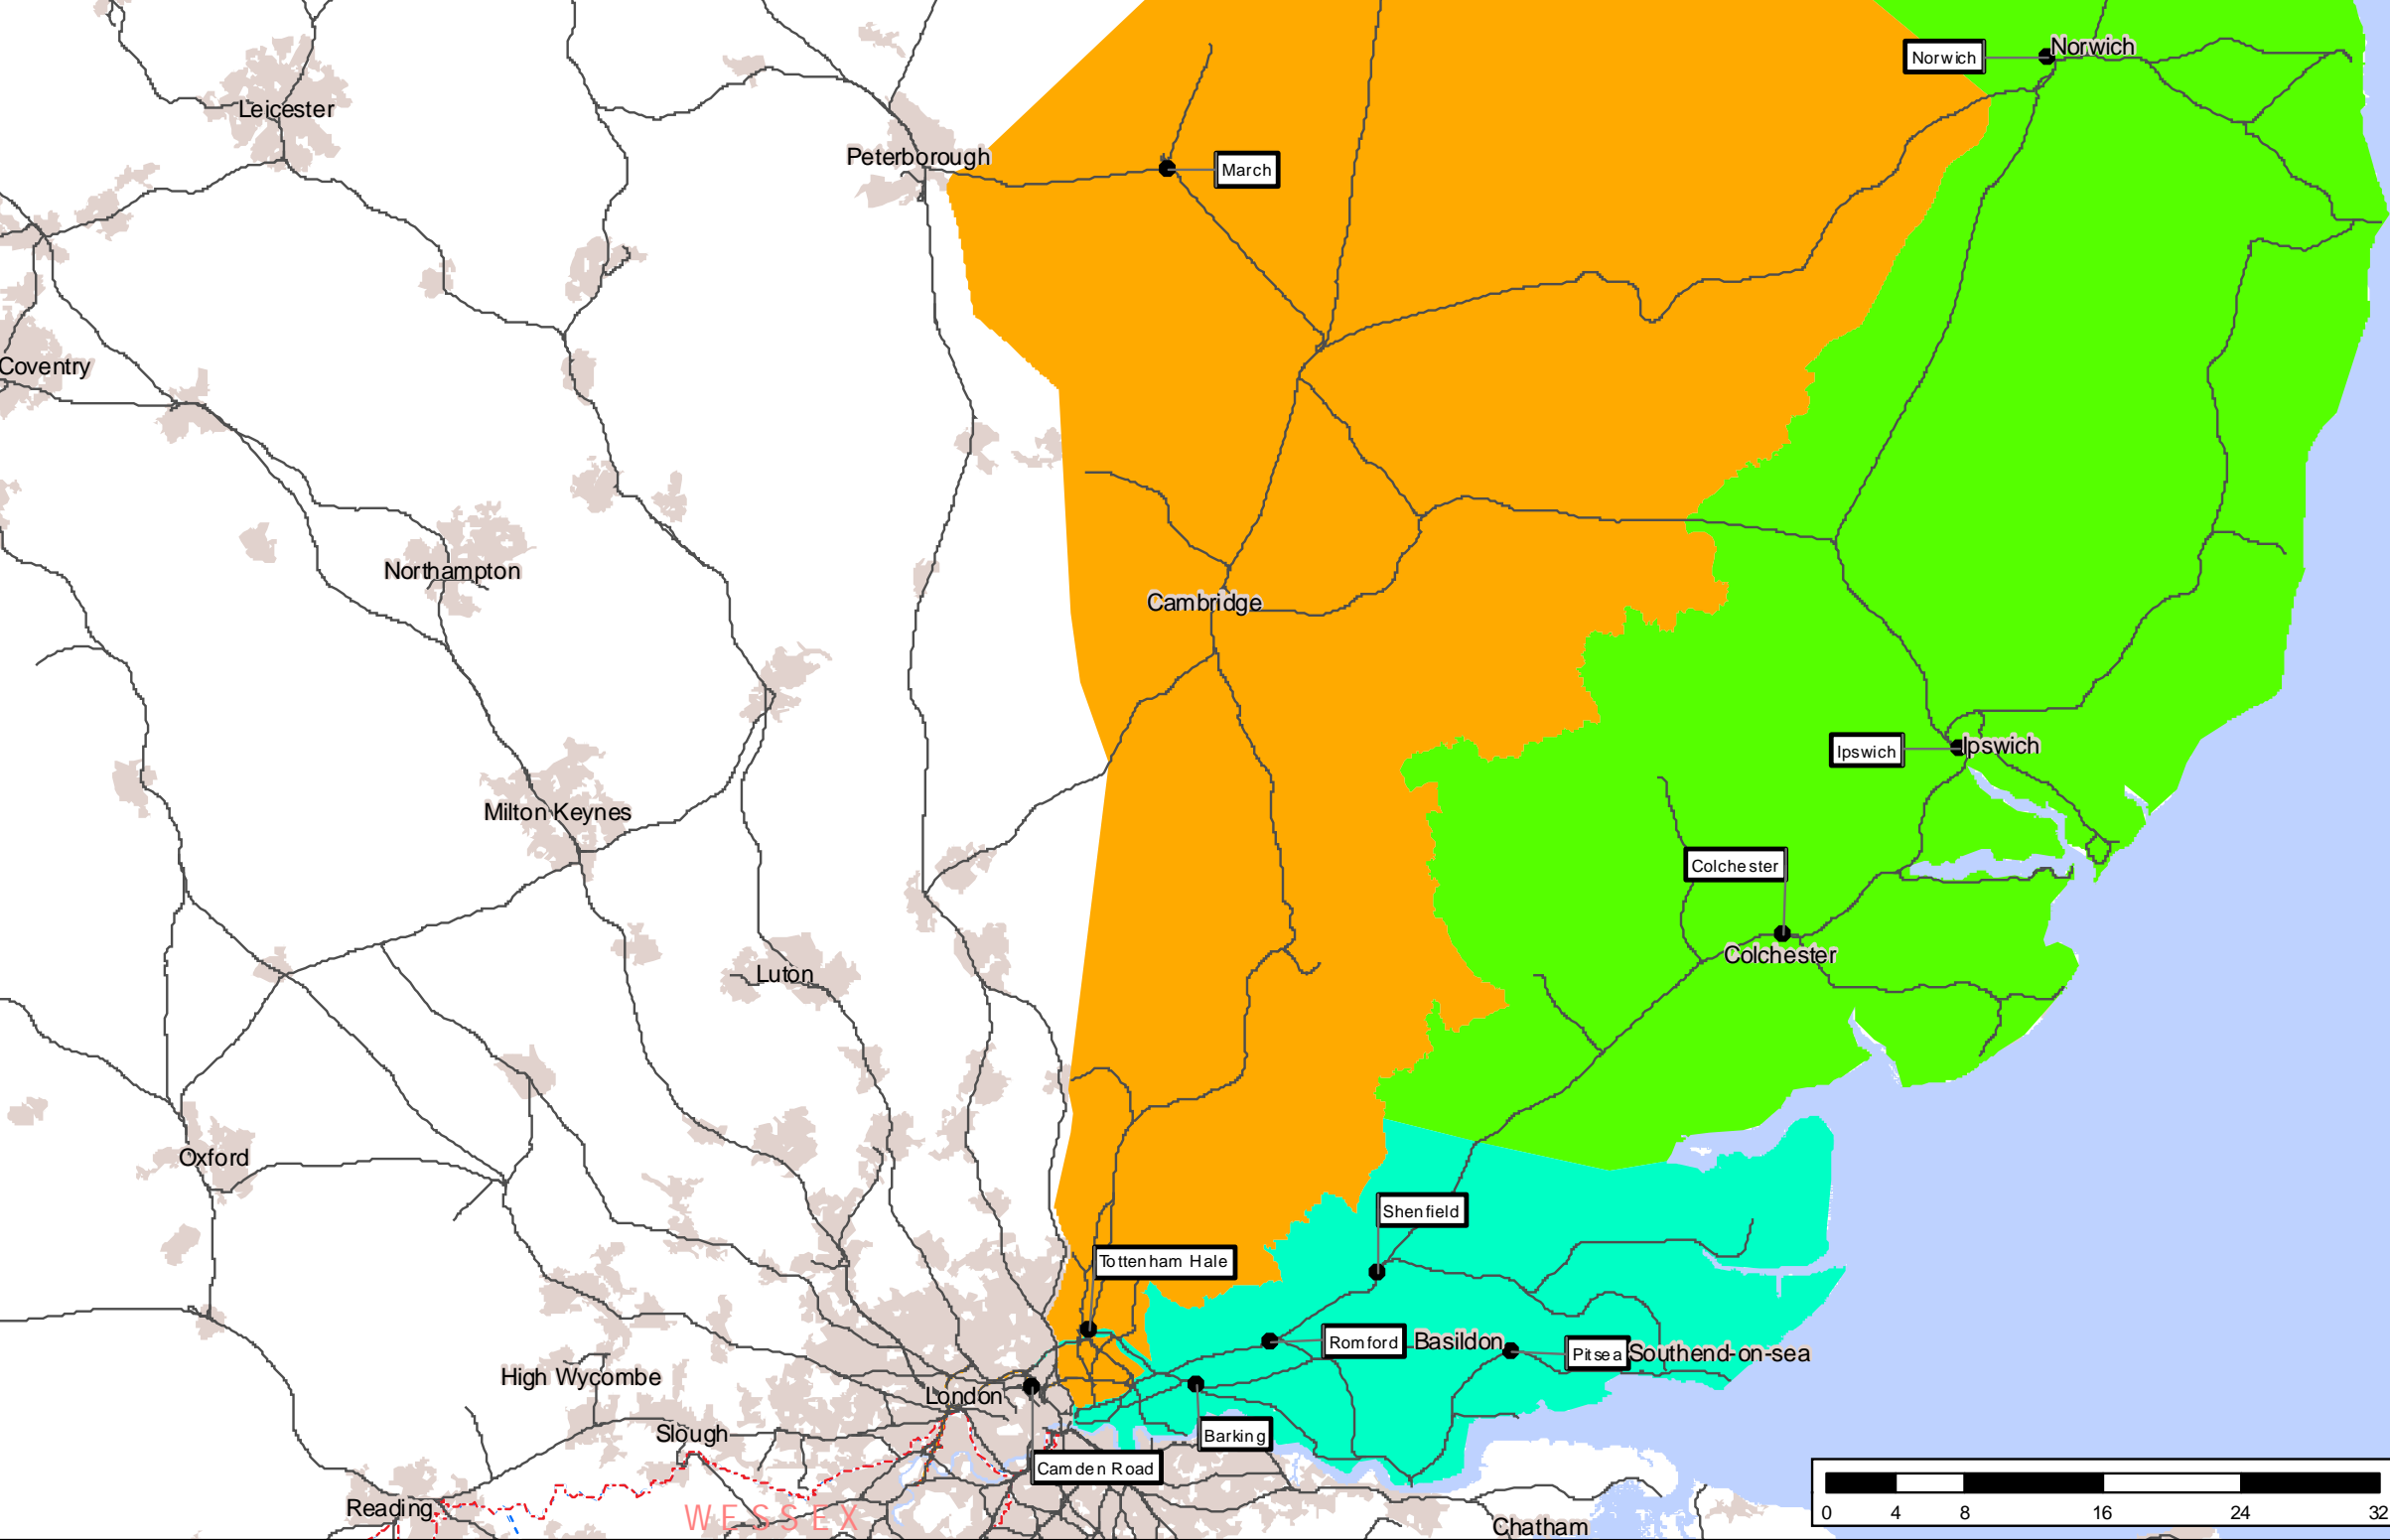 Norwich
Norwich
Leicester
Peterborough
March
Coventry
Northampton
Cambridge
Ipswich
Ipswich
Milton Keynes
Colchester
Colchester
Luton
Oxford
Shenfield
Tottenham Hale
Romford
Basildon
Pitsea
Southend-on-sea
High Wycombe
London
Slough
Barking
Camden Road
Reading
WESSEX
Chatham
0 4 8 16 24 32